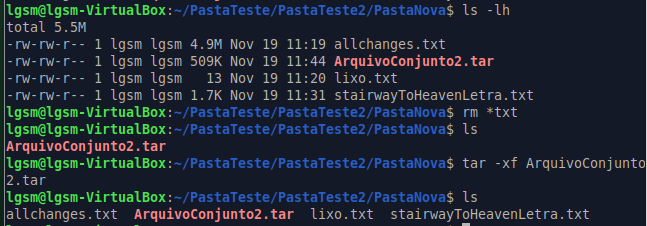 lgsm@lgsm-VirtualBox:~/PastaTeste/PastaTeste2/PastaNova$ ls -lh
total 5.5M
-rw-rw-r-- 1 lgsm lgsm 4.9M Nov 19 11:19 allchanges.txt
-rw-rw-r-- 1 lgsm lgsm 509K Nov 19 11:44 ArquivoConjunto2.tar
-rw-rw-r-- 1 lgsm lgsm   13 Nov 19 11:20 lixo.txt
-rw-rw-r-- 1 lgsm lgsm 1.7K Nov 19 11:31 stairwayToHeavenLetra.txt
lgsm@lgsm-VirtualBox:~/PastaTeste/PastaTeste2/PastaNova$ rm *txt
lgsm@lgsm-VirtualBox:~/PastaTeste/PastaTeste2/PastaNova$ ls
ArquivoConjunto2.tar
lgsm@lgsm-VirtualBox:~/PastaTeste/PastaTeste2/PastaNova$ tar -xf ArquivoConjunto
2.tar
lgsm@lgsm-VirtualBox:~/PastaTeste/PastaTeste2/PastaNova$ ls
allchanges.txt  ArquivoConjunto2.tar  lixo.txt  stairwayToHeavenLetra.txt